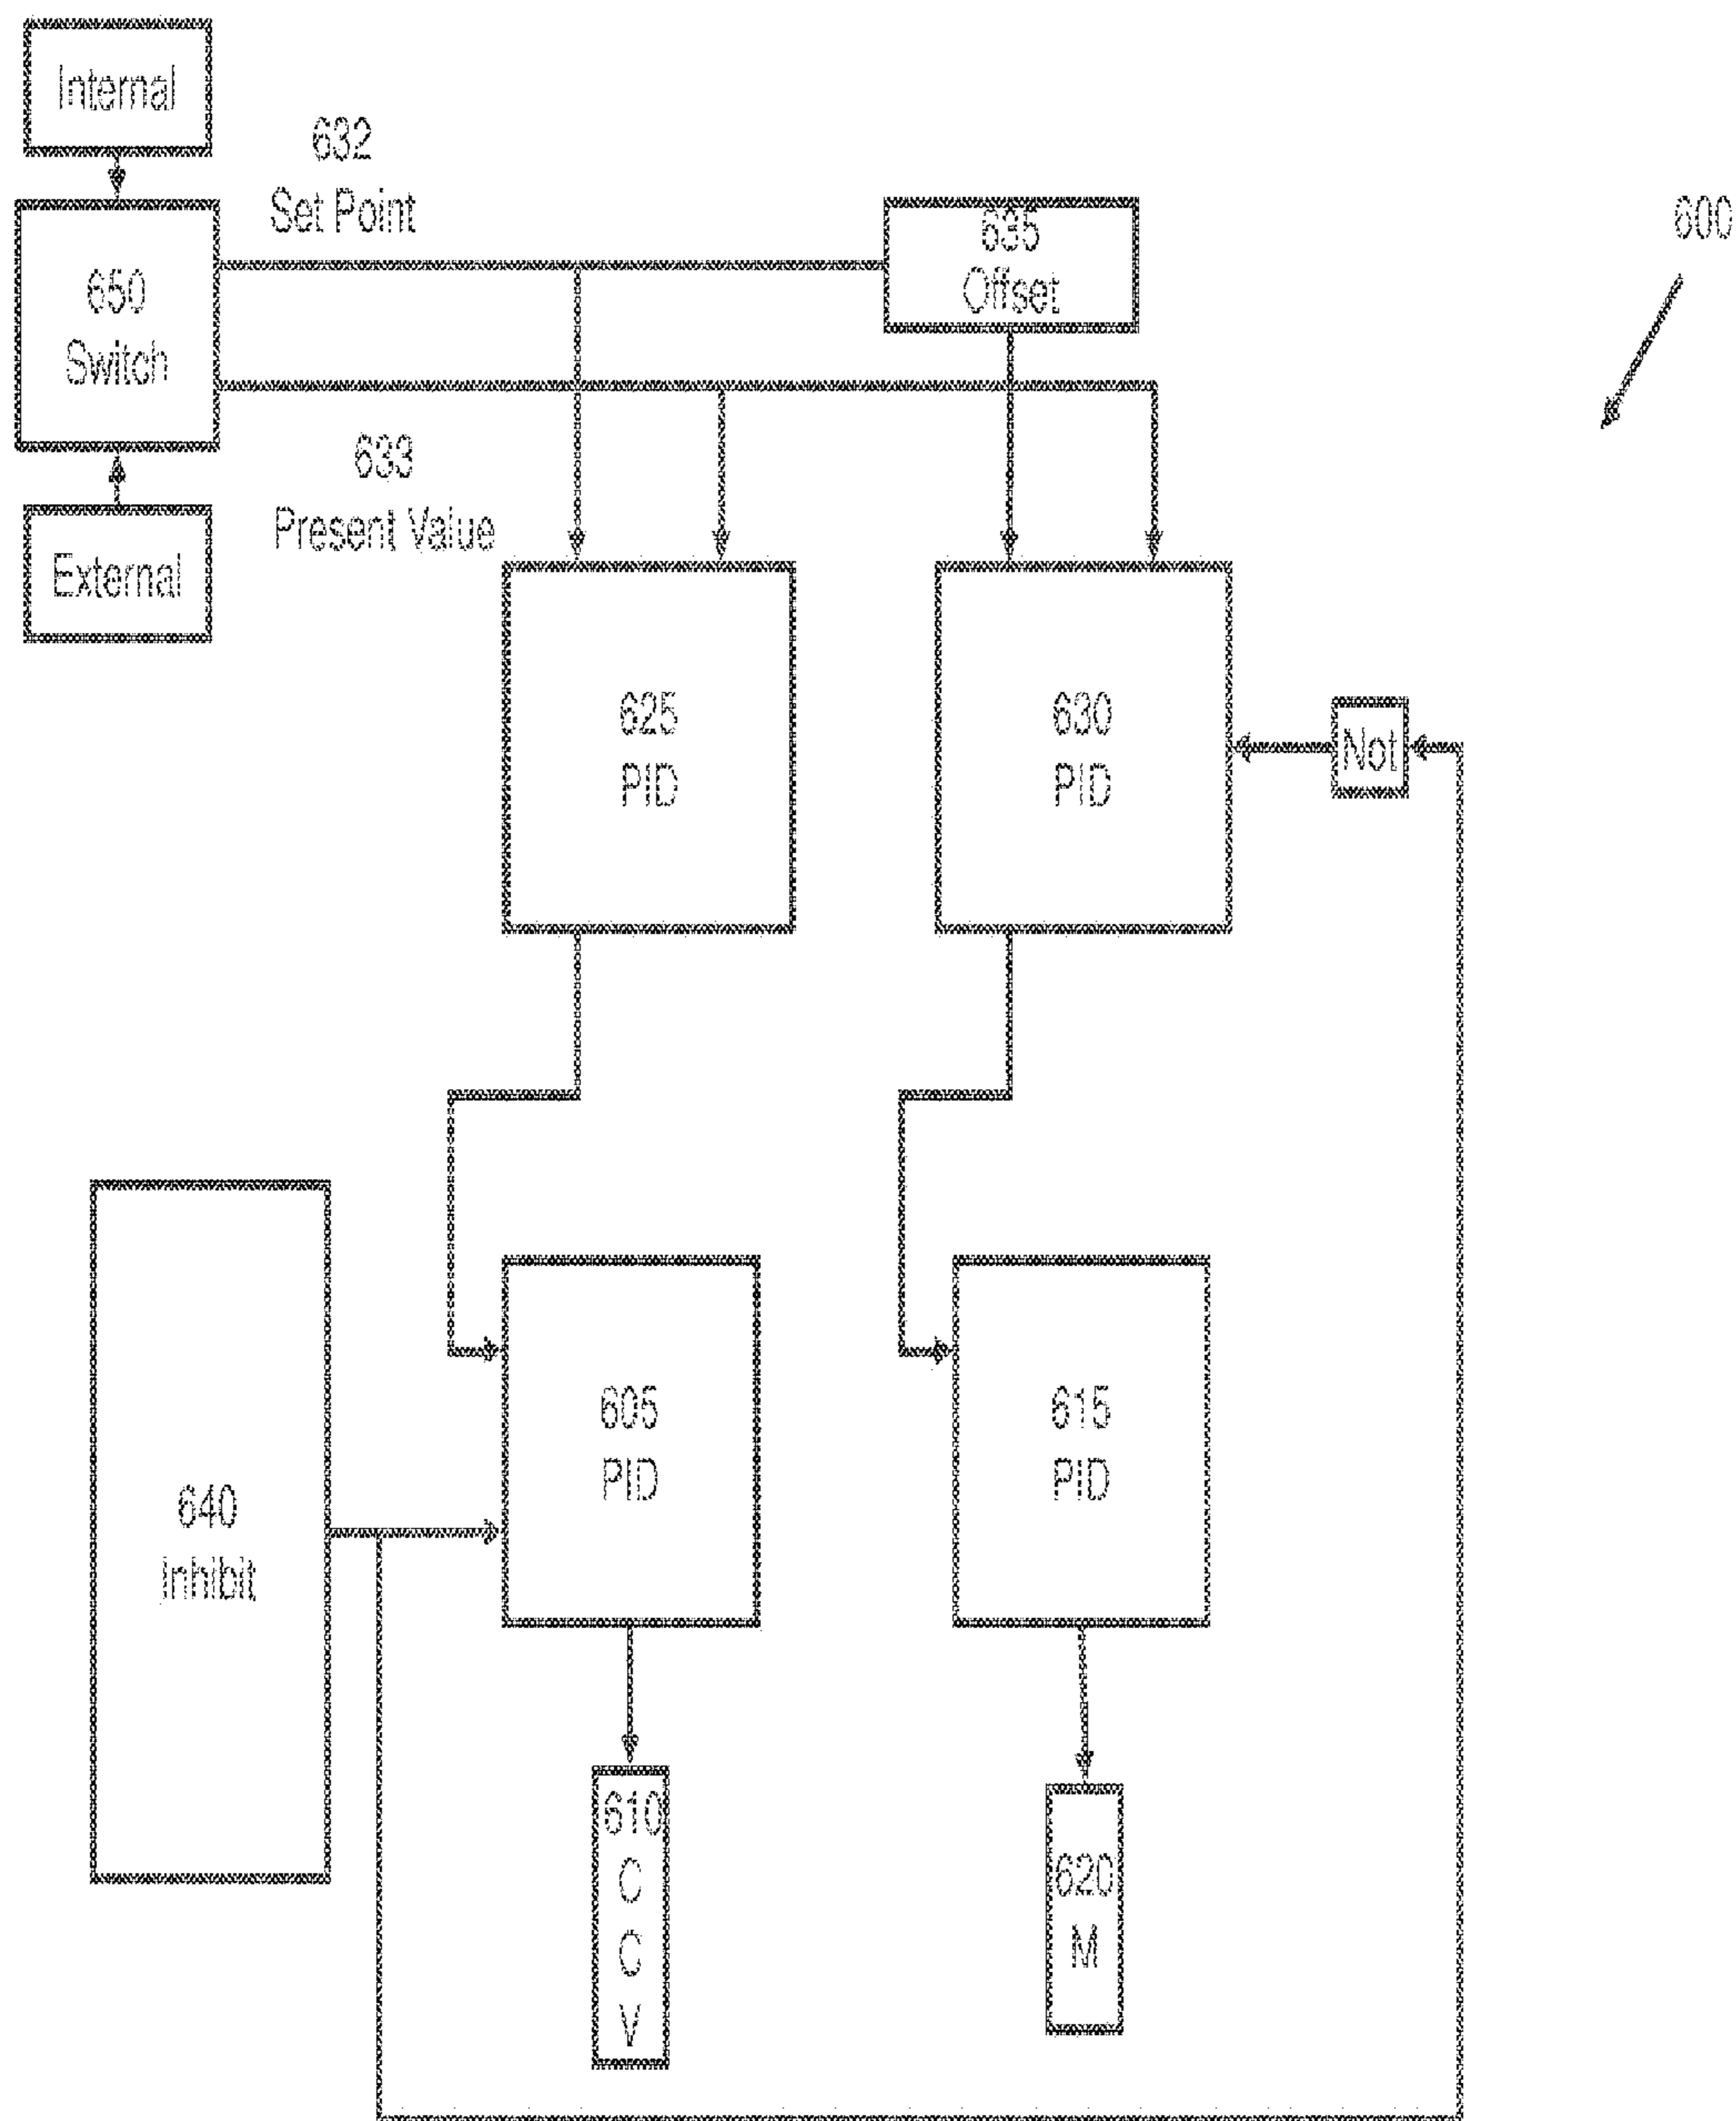 Internal
632
Set Point
635
Offset
600
650
Switch
633
Present Value
External
625
PID
630
PID
Not
605
PID
615
PID
640
Inhibit
610
C
C
V
620
M